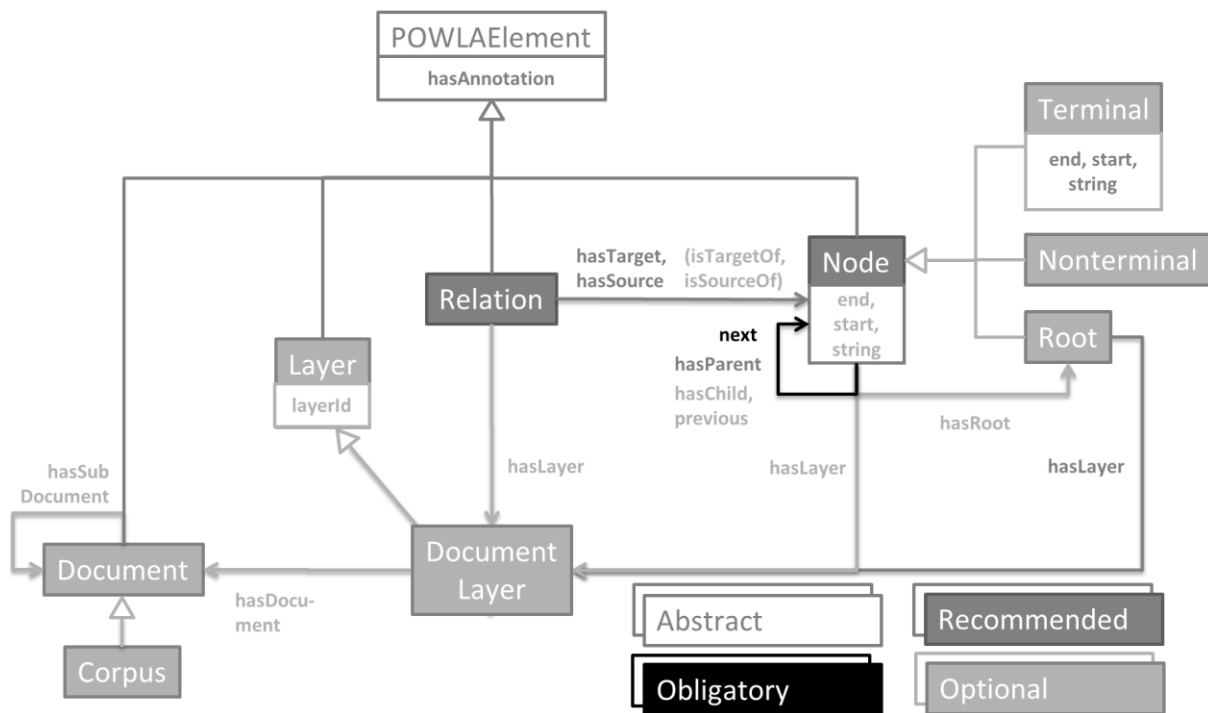 POWLAElement
hasAnnotation
Terminal
end, start,
string
hasTarget, (isTargetOf,
hasSource isSourceOf)
Node
Nonterminal
Relation
end,
start,
string
next
Root
Layer
hasParent
layerId
hasChild,
previous
hasRoot
hasSub
Document
hasLayer
hasLayer
hasLayer
Document
Document
Layer
hasDocu-
ment
Abstract
Recommended
Corpus
Obligatory
Optional